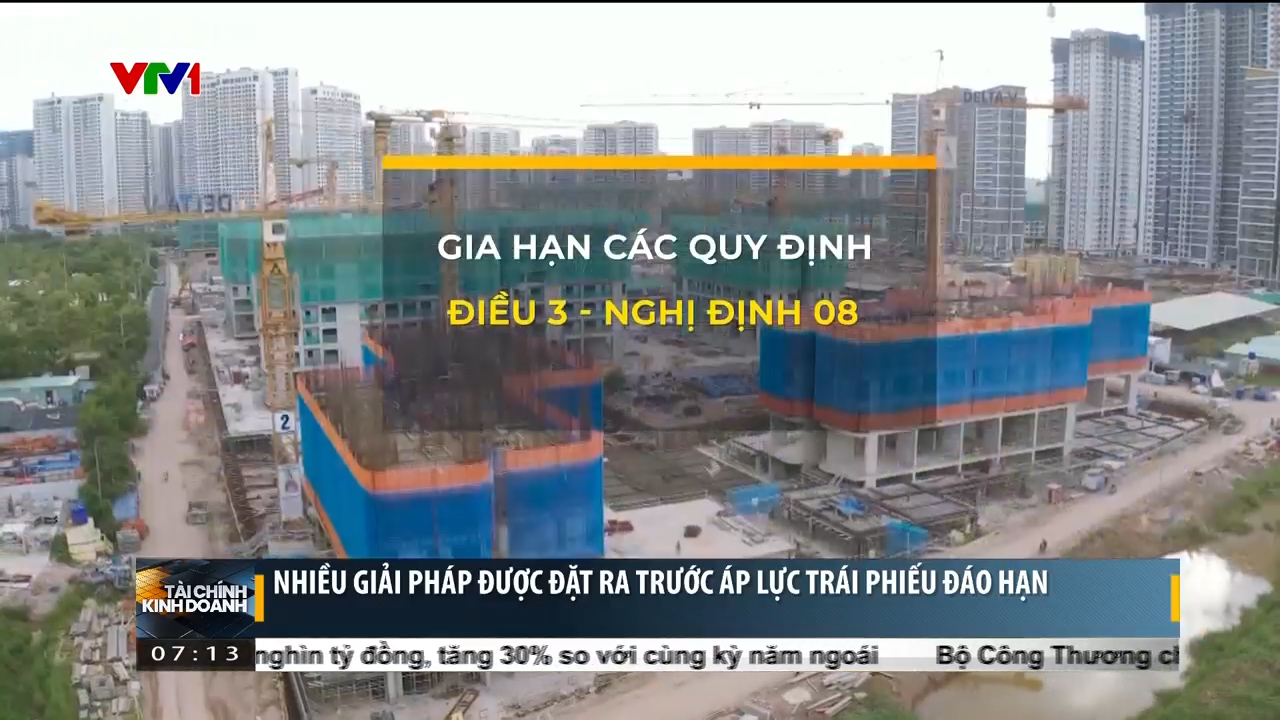 VTV1
DELTA-V
GIA HẠN CÁC QUY ĐỊNH
ĐIỀU 3 - NGHỊ ĐỊNH 08
2
TÀI CHÍNH
KINH DOANH
NHIỀU GIẢI PHÁP ĐƯỢC ĐẶT RA TRƯỚC ÁP LỰC TRÁI PHIẾU ĐÁO HẠN
07:13
nghìn tỷ đồng, tăng 30% so với cùng kỳ năm ngoái Bộ Công Thương ch